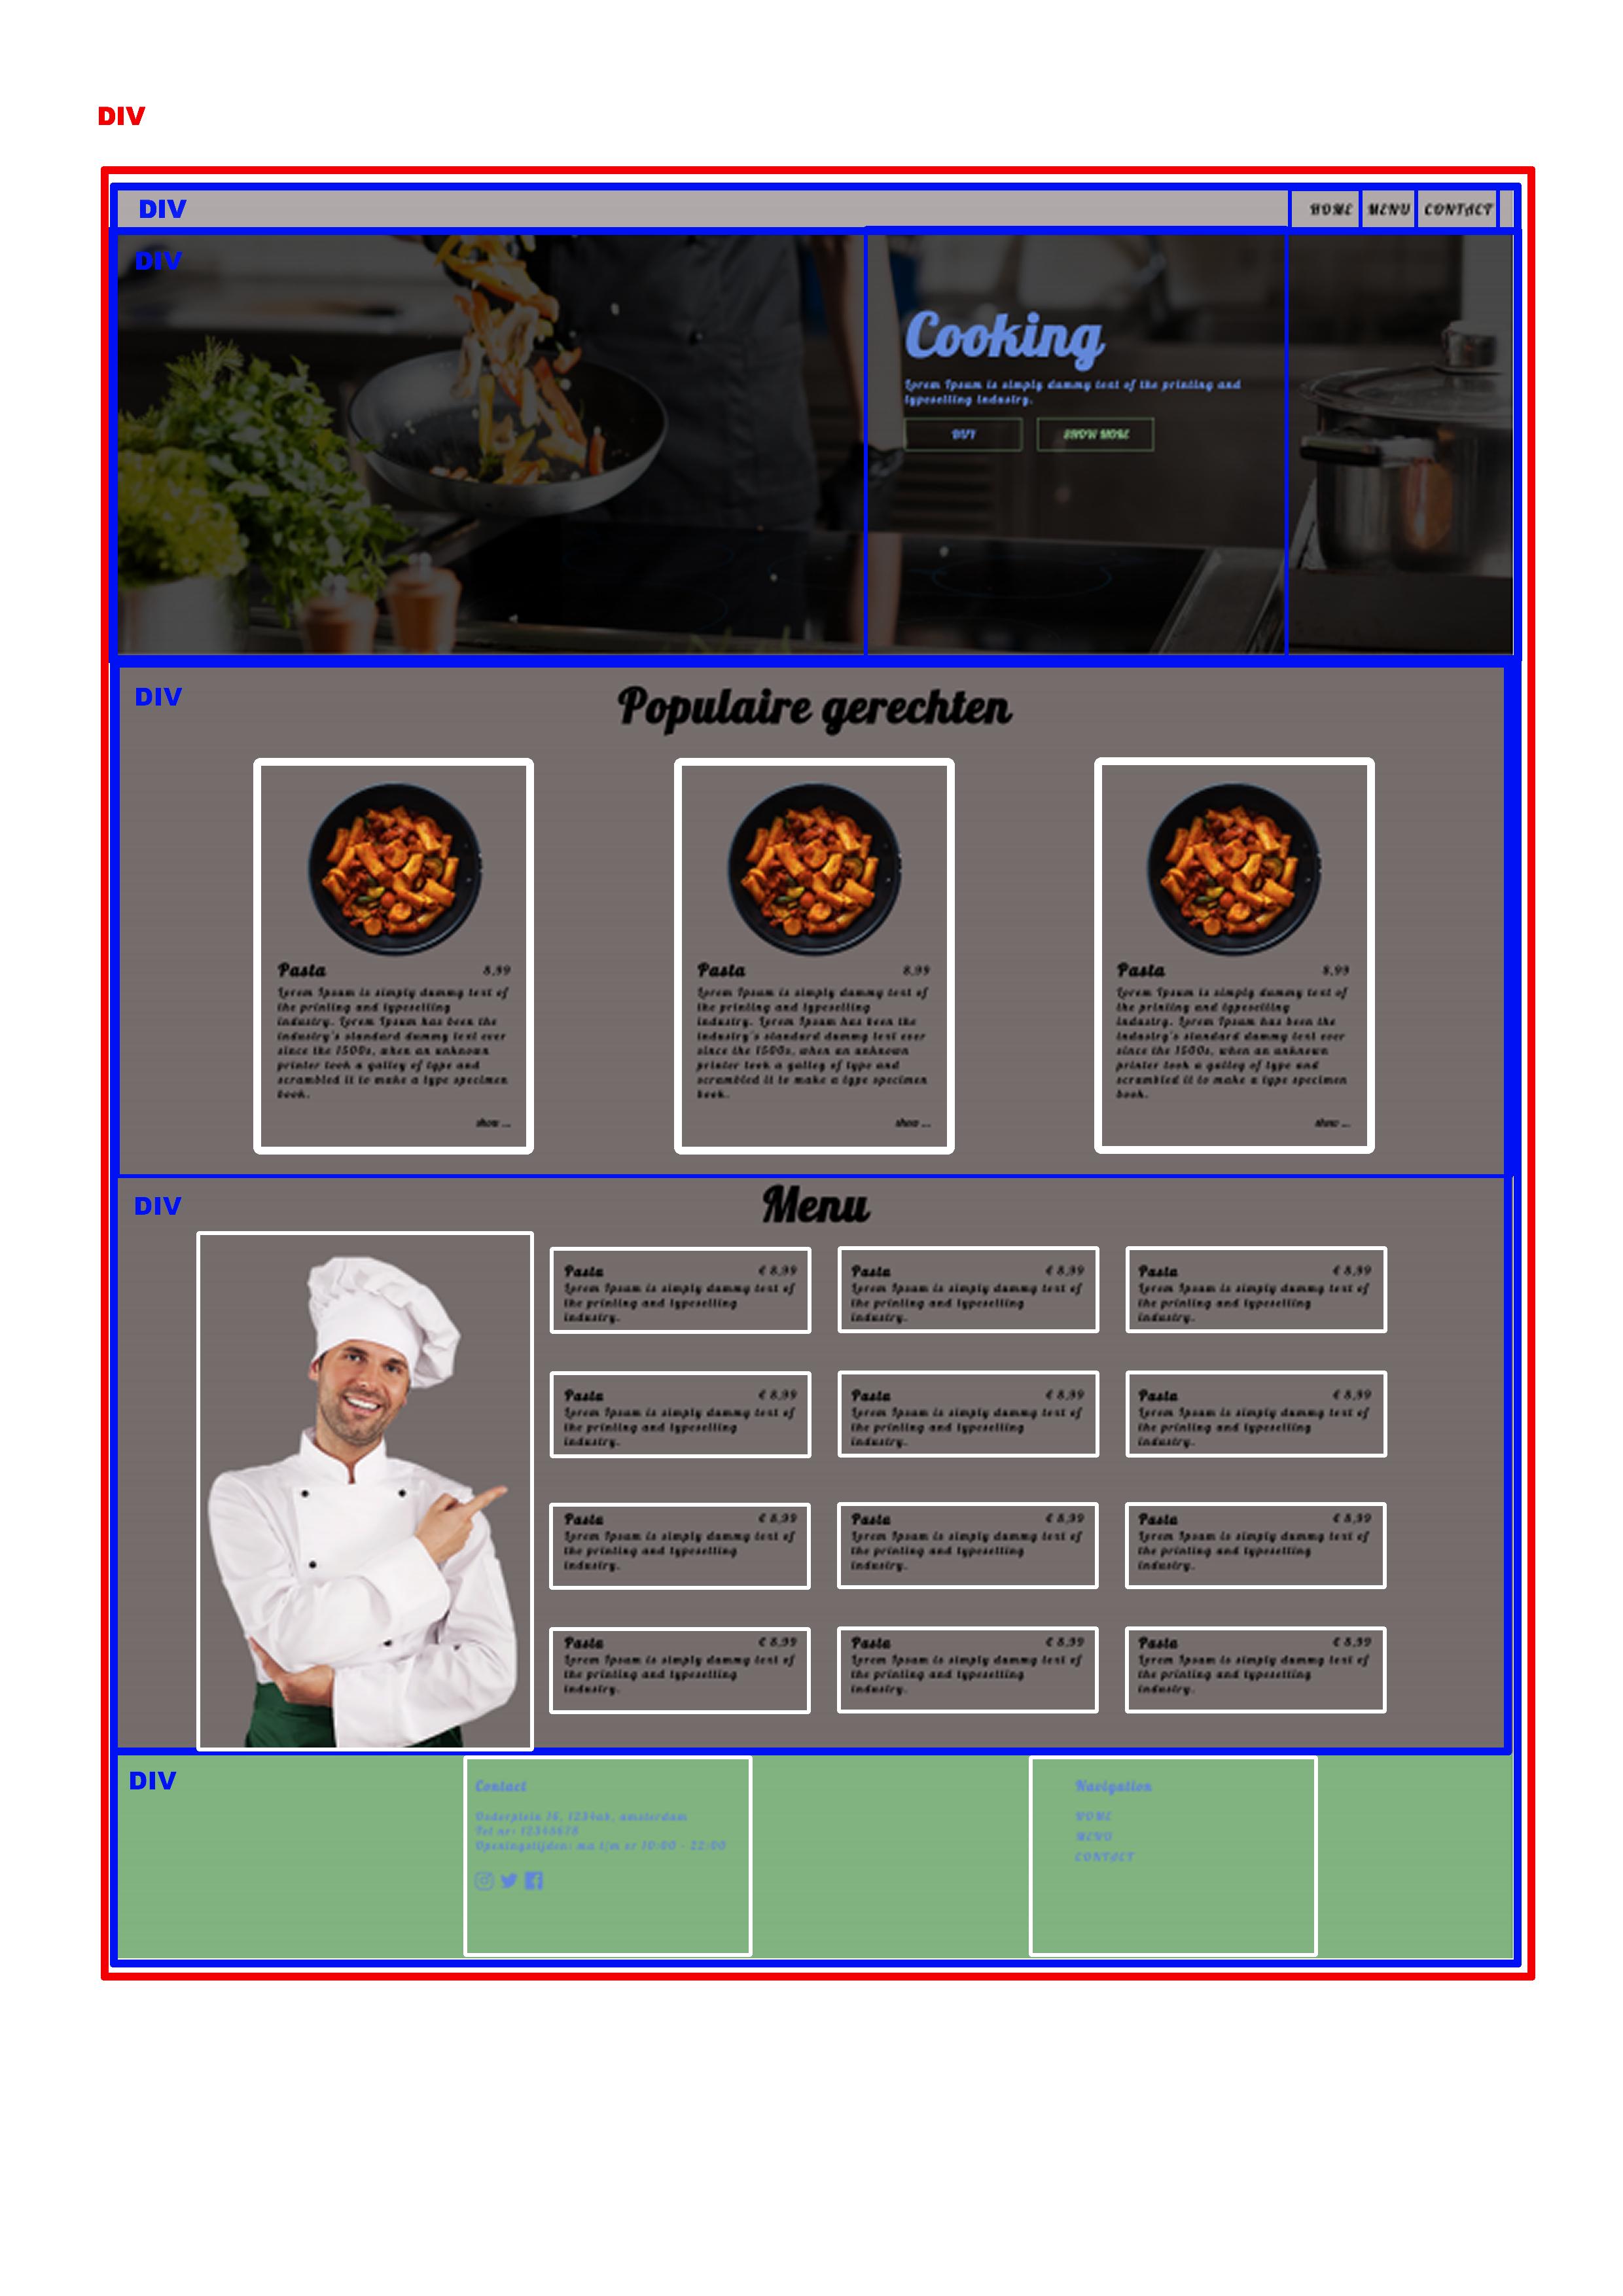 DIV
DIV
HOME MENU CONTACT
DIV
Cooking
Lorem Ipsum is simply dummy text of the printing and
typesetting industry.
BUY SHOW MORE
DIV
Populaire gerechten
Pasta 8,99
Lorem Ipsum is simply dummy text of
the printing and typesetting
industry. Lorem Ipsum has been the
industry's standard dummy text ever
since the 1500s, when an unknown
printer took a galley of type and
scrambled it to make a type specimen
book.
show ...
Pasta 8,99
Lorem Ipsum is simply dummy text of
the printing and typesetting
industry. Lorem Ipsum has been the
industry's standard dummy text ever
since the 1500s, when an unknown
printer took a galley of type and
scrambled it to make a type specimen
book.
show ...
Pasta 8,99
Lorem Ipsum is simply dummy text of
the printing and typesetting
industry. Lorem Ipsum has been the
industry's standard dummy text ever
since the 1500s, when an unknown
printer took a galley of type and
scrambled it to make a type specimen
book.
show ...
DIV
Menu
Pasta € 8,99
Lorem Ipsum is simply dummy text of
the printing and typesetting
industry.
Pasta € 8,99
Lorem Ipsum is simply dummy text of
the printing and typesetting
industry.
Pasta € 8,99
Lorem Ipsum is simply dummy text of
the printing and typesetting
industry.
Pasta € 8,99
Lorem Ipsum is simply dummy text of
the printing and typesetting
industry.
Pasta € 8,99
Lorem Ipsum is simply dummy text of
the printing and typesetting
industry.
Pasta € 8,99
Lorem Ipsum is simply dummy text of
the printing and typesetting
industry.
Pasta € 8,99
Lorem Ipsum is simply dummy text of
the printing and typesetting
industry.
Pasta € 8,99
Lorem Ipsum is simply dummy text of
the printing and typesetting
industry.
Pasta € 8,99
Lorem Ipsum is simply dummy text of
the printing and typesetting
industry.
Pasta € 8,99
Lorem Ipsum is simply dummy text of
the printing and typesetting
industry.
Pasta € 8,99
Lorem Ipsum is simply dummy text of
the printing and typesetting
industry.
Pasta € 8,99
Lorem Ipsum is simply dummy text of
the printing and typesetting
industry.
DIV
Contact
16, 1234ab, amsterdam
Tel nr: 12345678
Openingstijden: ma t/m 10:00 - 22:00
Navigation
HOME
MENU
CONTACT